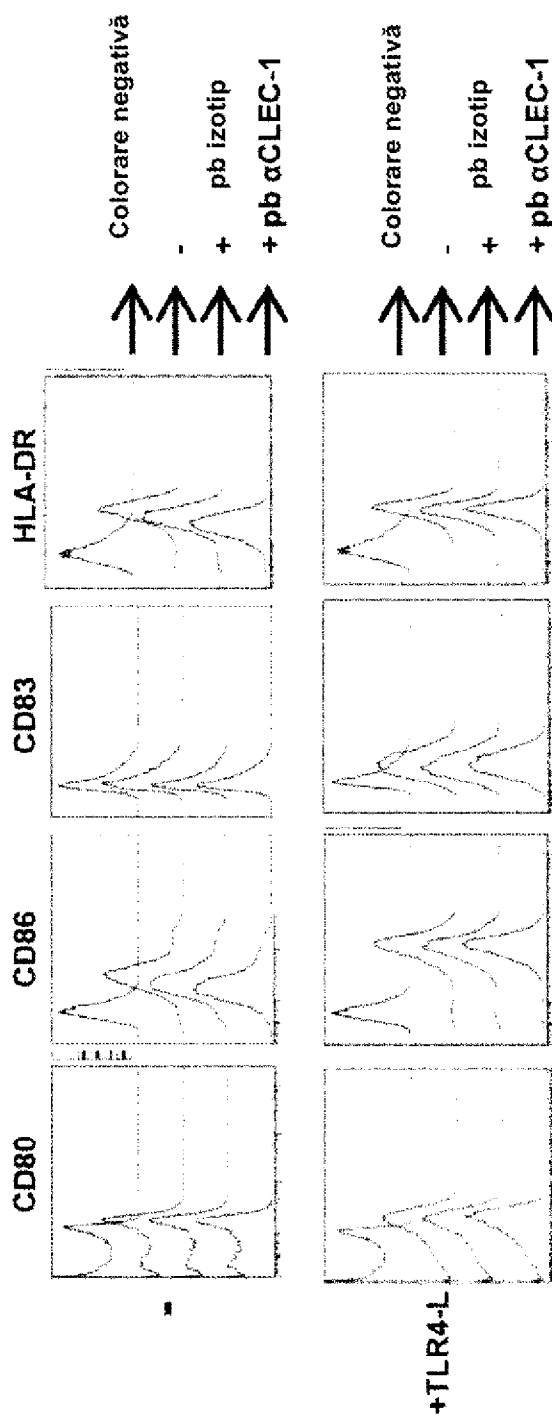 CD80
CD86
CD83
HLA-DR
-
Colorare negativă
-
+ pb izotip
+ pb αCLEC-1
+TLR4-L
Colorare negativă
-
+ pb izotip
+ pb αCLEC-1